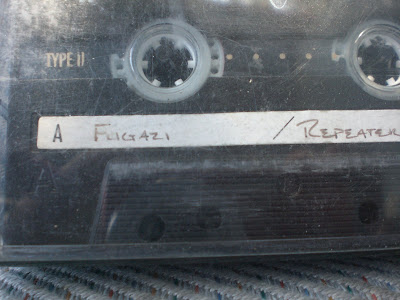 TYPE II
A FUGAZI / REPEATER
A